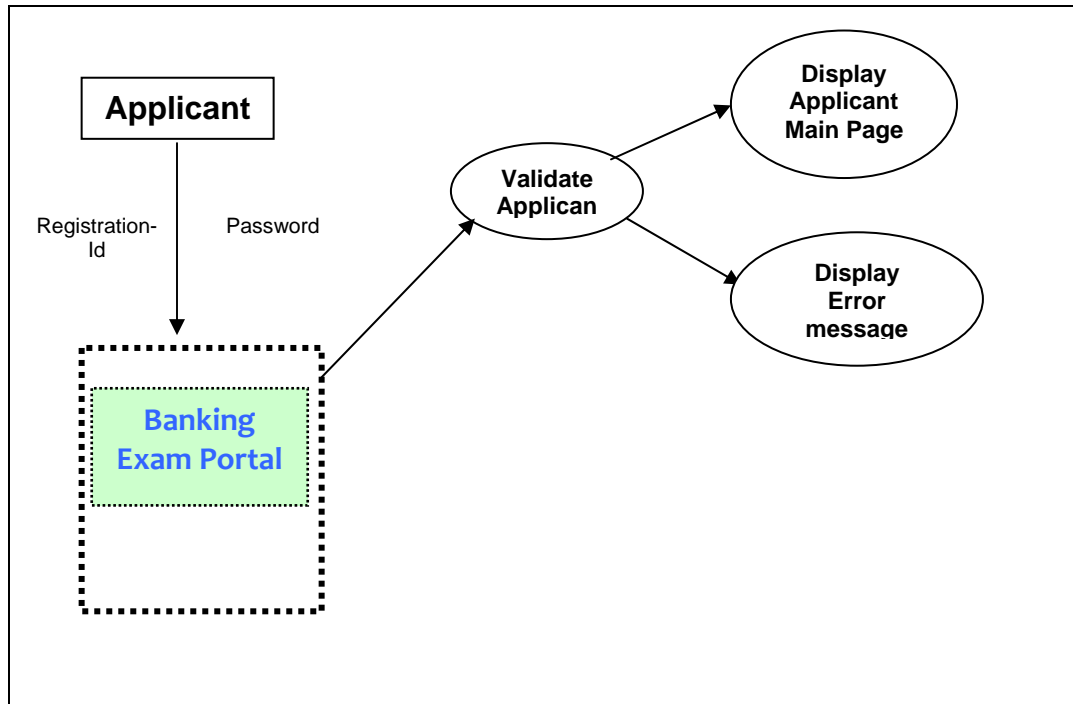 Applicant
Registration-
Id
Password
Banking
Exam Portal
Validate
Applican
Display
Applicant
Main Page
Display
Error
message